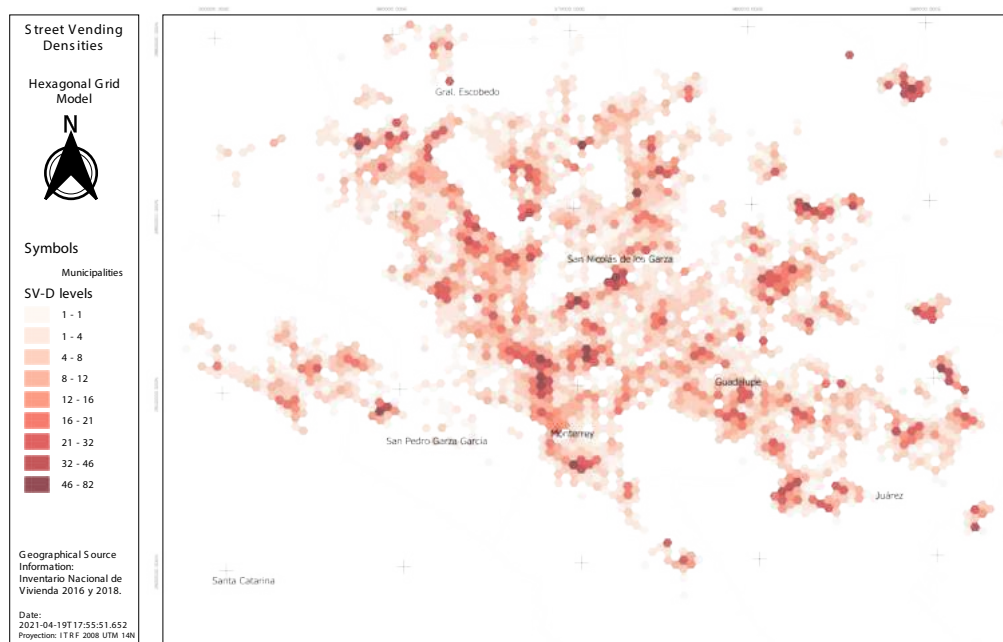 Street Vending
Densities
Hexagonal Grid
Model
N
Symbols
Municipalities
SV-D levels
1 - 1
1 - 4
4 - 8
8 - 12
12 - 16
16 - 21
21 - 32
32 - 46
46 - 82
Geographical Source
Information:
Inventario Nacional de
Vivienda 2016 y 2018.
Date:
2021-04-19T17:55:51.652
Proyection: ITRF 2008 UTM 14N
Gral. Escobedo
San Nicolás de los Garza
Guadalupe
Monterrey
San Pedro Garza García
Juárez
Santa Catarina